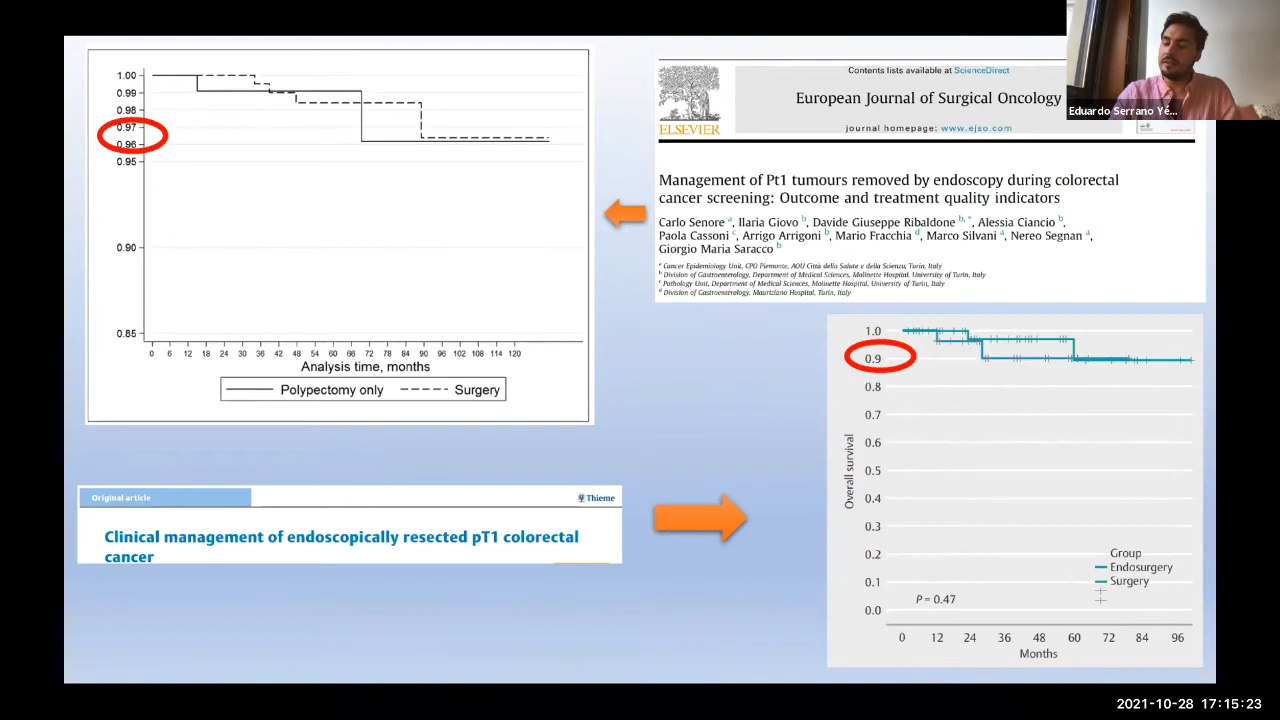 1.00
0.99
0.98
0.97
0.96
0.95
0.90
0.85
0 6 12 18 24 30 36 42 48 54 60 66 72 78 84 90 96 102 108 114 120
Analysis time, months
Polypectomy only Surgery
Contents lists available at ScienceDirect
European Journal of Surgical Oncology
journal homepage: www.ejso.com
ELSEVIER
Eduardo Serrano Yé...
Management of Pt1 tumours removed by endoscopy during colorectal
cancer screening: Outcome and treatment quality indicators
Carlo Senore a, Ilaria Giovo b, Davide Giuseppe Ribaldone b, *, Alessia Ciancio b,
Paola Cassoni c, Arrigo Arrigoni b, Mario Fracchia d, Marco Silvani a, Nereo Segnan a,
Giorgio Maria Saracco b
a Cancer Epidemiology Unit, CPO Piemonte, AOU Città della Salute e della Scienza, Turin, Italy
b Division of Gastroenterology, Department of Medical Sciences, Molinette Hospital, University of Turin, Italy
c Pathology Unit, Department of Medical Sciences, Molinette Hospital, University of Turin, Italy
d Division of Gastroenterology, Mauriziano Hospital, Turin, Italy
Original article
Thieme
Clinical management of endoscopically resected pT1 colorectal
cancer
1.0
0.9
0.8
0.7
0.6
0.5
0.4
0.3
0.2
0.1
0.0
Overall survival
Group
Endosurgery
Surgery
P = 0.47
0 12 24 36 48 60 72 84 96
Months
2021-10-28 17:15:23